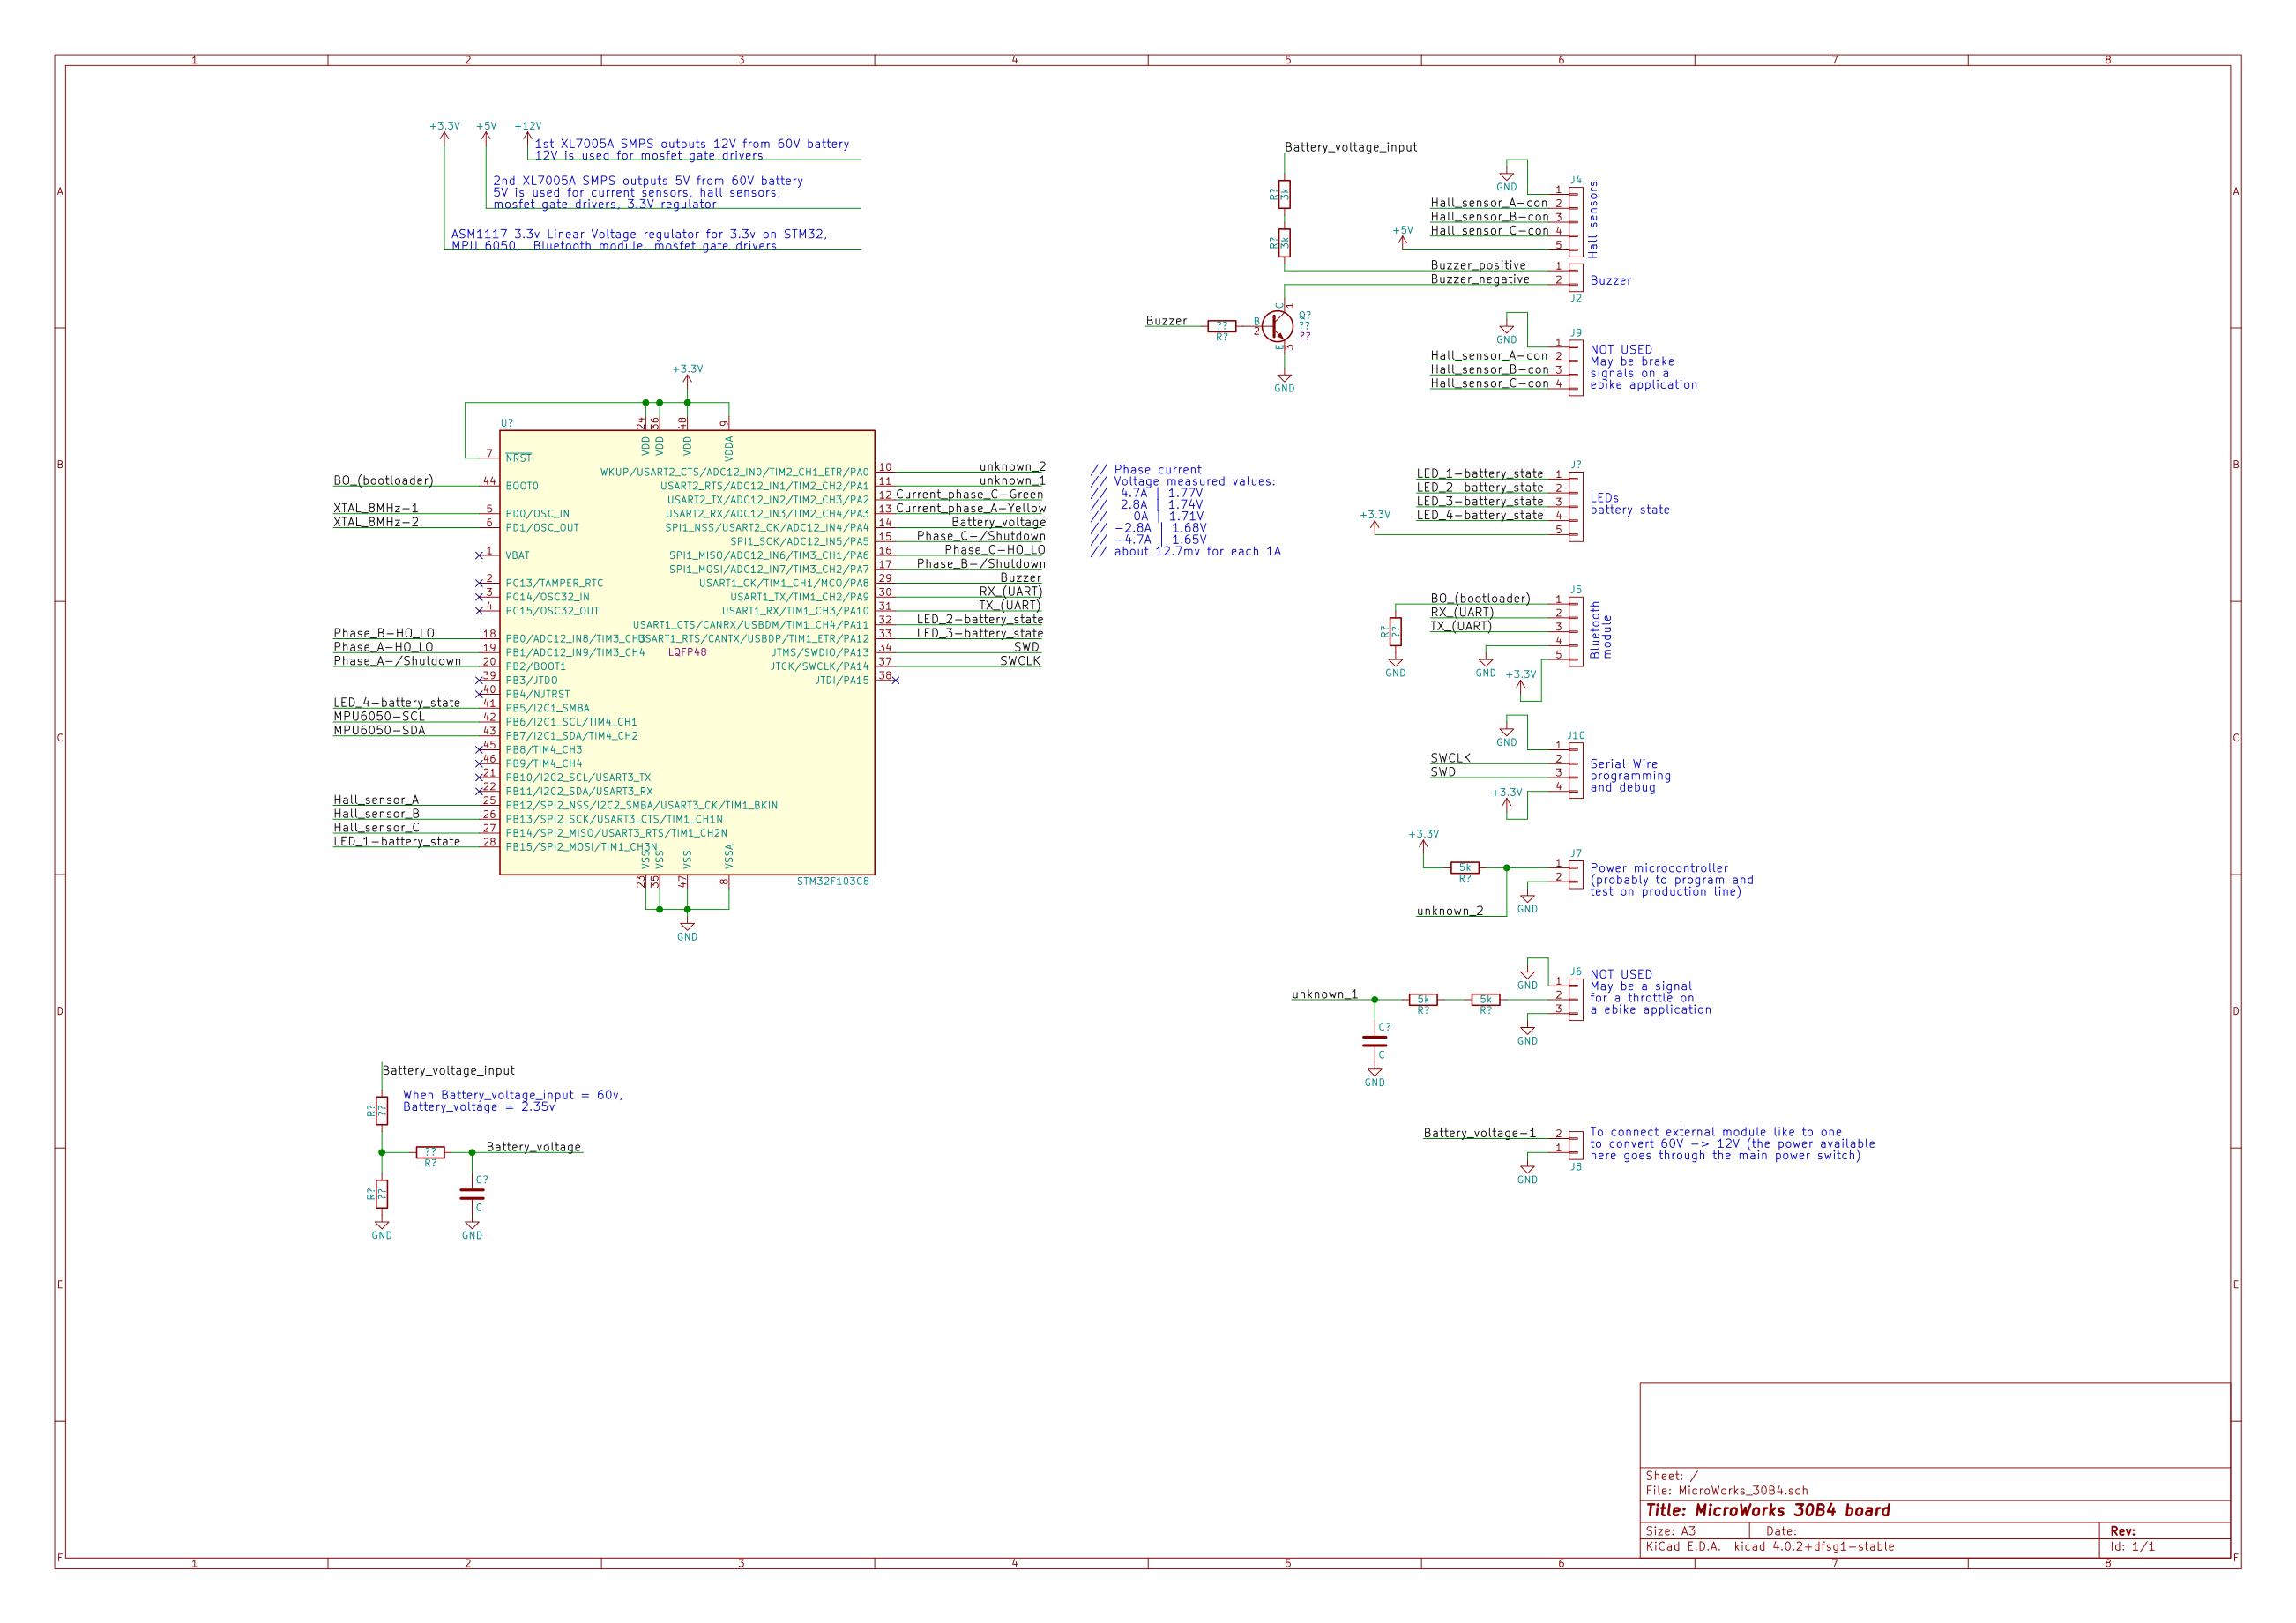 1 2 3 4 5 6 7 8
A
B
C
D
E
F
+3.3V
+5V
+12V
1st XL7005A SMPS outputs 12V from 60V battery
12V is used for mosfet gate drivers
2nd XL7005A SMPS outputs 5V from 60V battery
5V is used for current sensors, hall sensors,
mosfet gate drivers, 3.3V regulator
ASM1117 3.3v Linear Voltage regulator for 3.3v on STM32,
MPU 6050,  Bluetooth module, mosfet gate drivers
+3.3V
U?
24 VDD
36 VDD
48 VDD
9 VDDA
7 NRST
BO_(bootloader) 44 BOOT0
XTAL_8MHz-1 5 PD0/OSC_IN
XTAL_8MHz-2 6 PD1/OSC_OUT
1 VBAT
2 PC13/TAMPER_RTC
3 PC14/OSC32_IN
4 PC15/OSC32_OUT
Phase_B-HO_LO 18 PB0/ADC12_IN8/TIM3_CH3
Phase_A-HO_LO 19 PB1/ADC12_IN9/TIM3_CH4
Phase_A-/Shutdown 20 PB2/BOOT1
39 PB3/JTDO
40 PB4/NJTRST
LED_4-battery_state 41 PB5/I2C1_SMBA
MPU6050-SCL 42 PB6/I2C1_SCL/TIM4_CH1
MPU6050-SDA 43 PB7/I2C1_SDA/TIM4_CH2
45 PB8/TIM4_CH3
46 PB9/TIM4_CH4
21 PB10/I2C2_SCL/USART3_TX
22 PB11/I2C2_SDA/USART3_RX
Hall_sensor_A 25 PB12/SPI2_NSS/I2C2_SMBA/USART3_CK/TIM1_BKIN
Hall_sensor_B 26 PB13/SPI2_SCK/USART3_CTS/TIM1_CH1N
Hall_sensor_C 27 PB14/SPI2_MISO/USART3_RTS/TIM1_CH2N
LED_1-battery_state 28 PB15/SPI2_MOSI/TIM1_CH3N
WKUP/USART2_CTS/ADC12_IN0/TIM2_CH1_ETR/PA0 10 unknown_2
USART2_RTS/ADC12_IN1/TIM2_CH2/PA1 11 unknown_1
USART2_TX/ADC12_IN2/TIM2_CH3/PA2 12 Current_phase_C-Green
USART2_RX/ADC12_IN3/TIM2_CH4/PA3 13 Current_phase_A-Yellow
SPI1_NSS/USART2_CK/ADC12_IN4/PA4 14 Battery_voltage
SPI1_SCK/ADC12_IN5/PA5 15 Phase_C-/Shutdown
SPI1_MISO/ADC12_IN6/TIM3_CH1/PA6 16 Phase_C-HO_LO
SPI1_MOSI/ADC12_IN7/TIM3_CH2/PA7 17 Phase_B-/Shutdown
USART1_CK/TIM1_CH1/MCO/PA8 29 Buzzer
USART1_TX/TIM1_CH2/PA9 30 RX_(UART)
USART1_RX/TIM1_CH3/PA10 31 TX_(UART)
USART1_CTS/CANRX/USBDM/TIM1_CH4/PA11 32 LED_2-battery_state
USART1_RTS/CANTX/USBDP/TIM1_ETR/PA12 33 LED_3-battery_state
JTMS/SWDIO/PA13 34 SWD
JTCK/SWCLK/PA14 37 SWCLK
JTDI/PA15 38
LQFP48
23 VSS
35 VSS
47 VSS
8 VSSA
STM32F103C8
GND
// Phase current
// Voltage measured values:
//  4.7A | 1.77V
//  2.8A | 1.74V
//    0A | 1.71V
// -2.8A | 1.68V
// -4.7A | 1.65V
// about 12.7mv for each 1A
Battery_voltage_input
When Battery_voltage_input = 60v,
Battery_voltage = 2.35v
R? ??
R? ??
Battery_voltage
R? ??
C? C
GND
GND
Battery_voltage_input
R? 3k
R? 3k
Buzzer
?? R?
C 1
B 2
E 3
Q?
??
??
GND
GND
J4
1
Hall_sensor_A-con 2
Hall_sensor_B-con 3
Hall_sensor_C-con 4
+5V 5
Hall sensors
Buzzer_positive 1
Buzzer_negative 2
Buzzer
J2
GND
J9
1
Hall_sensor_A-con 2
Hall_sensor_B-con 3
Hall_sensor_C-con 4
NOT USED
May be brake
signals on a
ebike application
J?
LED_1-battery_state 1
LED_2-battery_state 2
LED_3-battery_state 3
LED_4-battery_state 4
+3.3V 5
LEDs
battery state
J5
BO_(bootloader) 1
RX_(UART) 2
TX_(UART) 3
4
5
R? ??
GND
GND
+3.3V
Bluetooth
module
GND
J10
1
SWCLK 2
SWD 3
4
+3.3V
Serial Wire
programming
and debug
+3.3V
5k
R?
J7
1
2
GND
unknown_2
Power microcontroller
(probably to program and
test on production line)
GND
J6
1
2
3
unknown_1
5k
R?
5k
R?
GND
C?
C
GND
NOT USED
May be a signal
for a throttle on
a ebike application
Battery_voltage-1 2
1
J8
GND
To connect external module like to one
to convert 60V -> 12V (the power available
here goes through the main power switch)
Sheet: /
File: MicroWorks_30B4.sch
Title: MicroWorks 30B4 board
Size: A3 Date: Rev:
KiCad E.D.A.  kicad 4.0.2+dfsg1-stable Id: 1/1
1 2 3 4 5 6 7 8
A
B
C
D
E
F